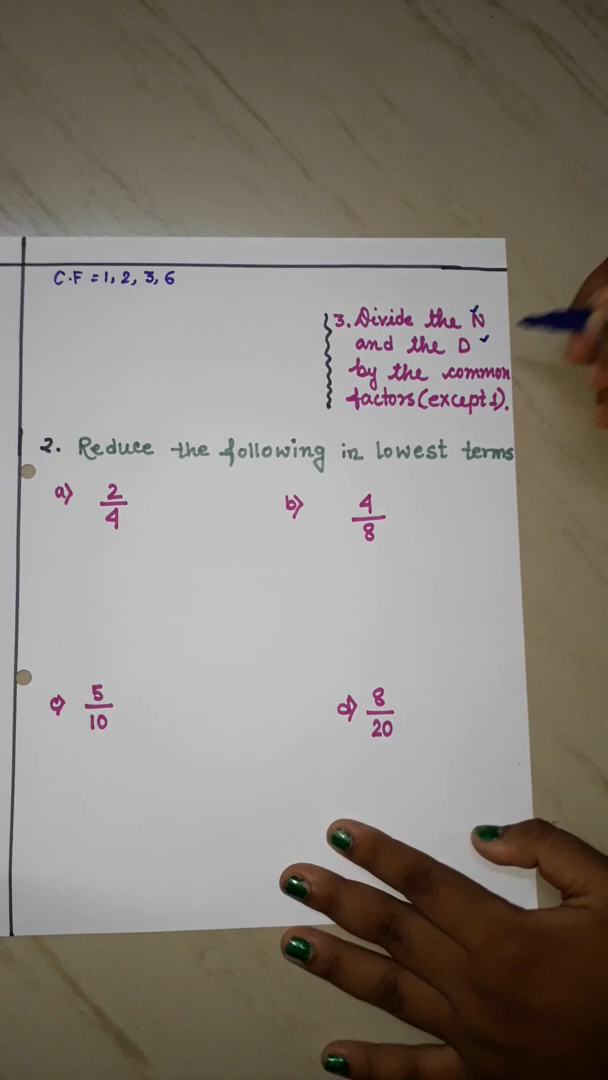 C.F = 1, 2, 3, 6
3. Divide the N
and the D
by the common
factors (except 1).
2. Reduce the following in lowest terms
a) 2/4
b) 4/8
c) 5/10
d) 8/20